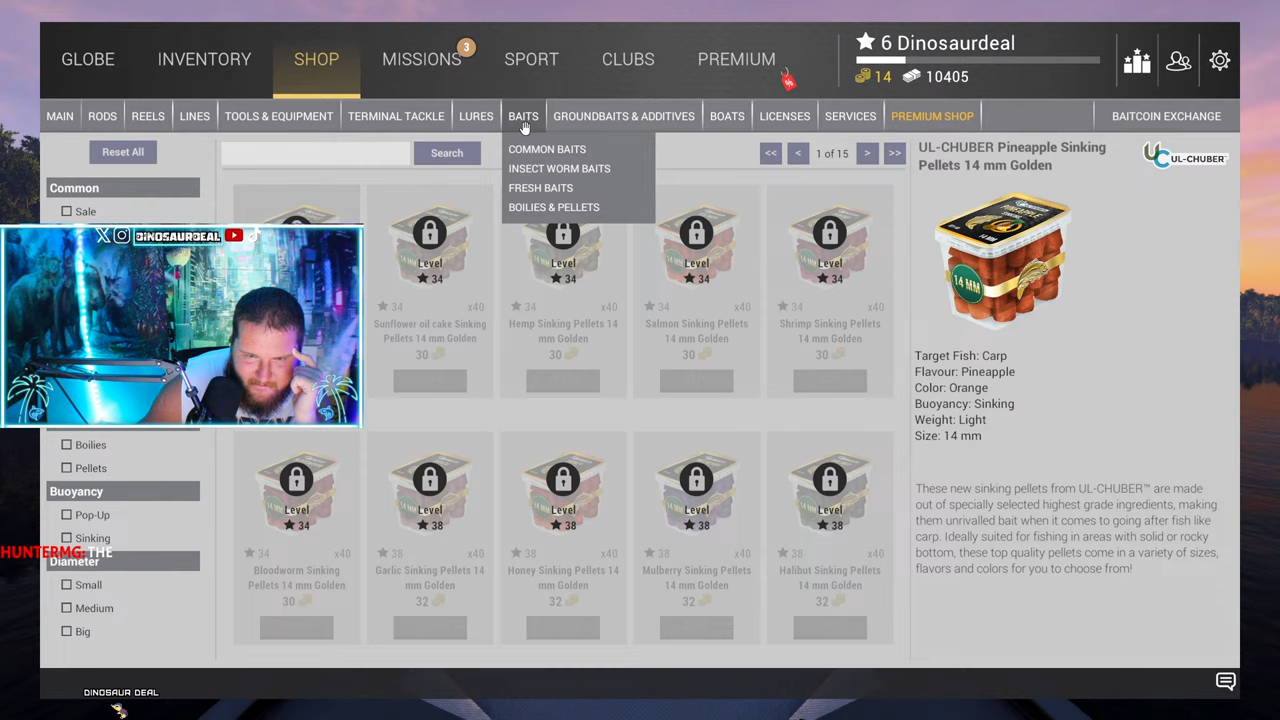 GLOBE
INVENTORY
SHOP
MISSIONS
3
SPORT
CLUBS
PREMIUM
%
6 Dinosaurdeal
14
10405
MAIN
RODS
REELS
LINES
TOOLS & EQUIPMENT
TERMINAL TACKLE
LURES
BAITS
GROUNDBAITS & ADDITIVES
BOATS
LICENSES
SERVICES
PREMIUM SHOP
BAITCOIN EXCHANGE
COMMON BAITS
INSECT WORM BAITS
FRESH BAITS
BOILIES & PELLETS
Reset All
Search
<<
<
1 of 15
>
>>
Common
Sale
DINOSAURDEAL
Boilies
Pellets
Buoyancy
Pop-Up
Sinking
HUNTERMG: THE
Diameter
Small
Medium
Big
Level
34
34
x40
Sunflower oil cake Sinking
Pellets 14 mm Golden
30
Level
34
34
x40
Hemp Sinking Pellets 14
mm Golden
30
Level
34
34
x40
Salmon Sinking Pellets 14
mm Golden
30
Level
34
34
x40
Shrimp Sinking Pellets 14
mm Golden
30
Level
34
34
x40
Bloodworm Sinking
Pellets 14 mm Golden
30
Level
38
38
x40
Garlic Sinking Pellets 14
mm Golden
32
Level
38
38
x40
Honey Sinking Pellets 14
mm Golden
32
Level
38
38
x40
Mulberry Sinking Pellets
14 mm Golden
32
Level
38
38
x40
Halibut Sinking Pellets 14
mm Golden
32
UL-CHUBER Pineapple Sinking
Pellets 14 mm Golden
UL-CHUBER
14 MM
Target Fish: Carp
Flavour: Pineapple
Color: Orange
Buoyancy: Sinking
Weight: Light
Size: 14 mm
These new sinking pellets from UL-CHUBER™ are made
out of specially selected highest grade ingredients, making
them unrivalled bait when it comes to going after fish like
carp. Ideally suited for fishing in areas with solid or rocky
bottom, these top quality pellets come in a variety of sizes,
flavors and colors for you to choose from!
DINOSAUR DEAL